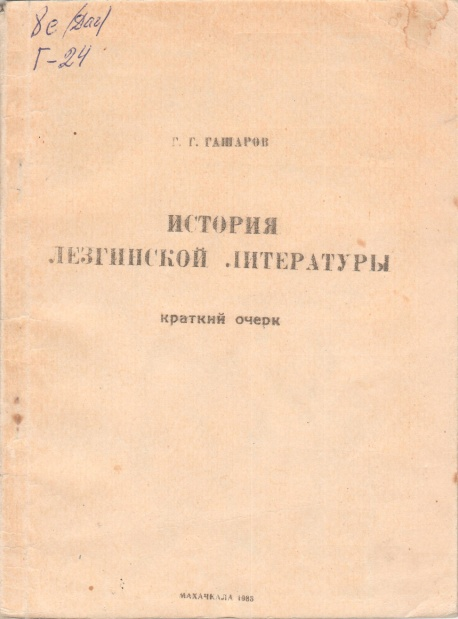 8с (Даг)
Г-24
Г. Г. ГАШАРОВ
ИСТОРИЯ
ЛЕЗГИНСКОЙ ЛИТЕРАТУРЫ
краткий очерк
МАХАЧКАЛА 1985